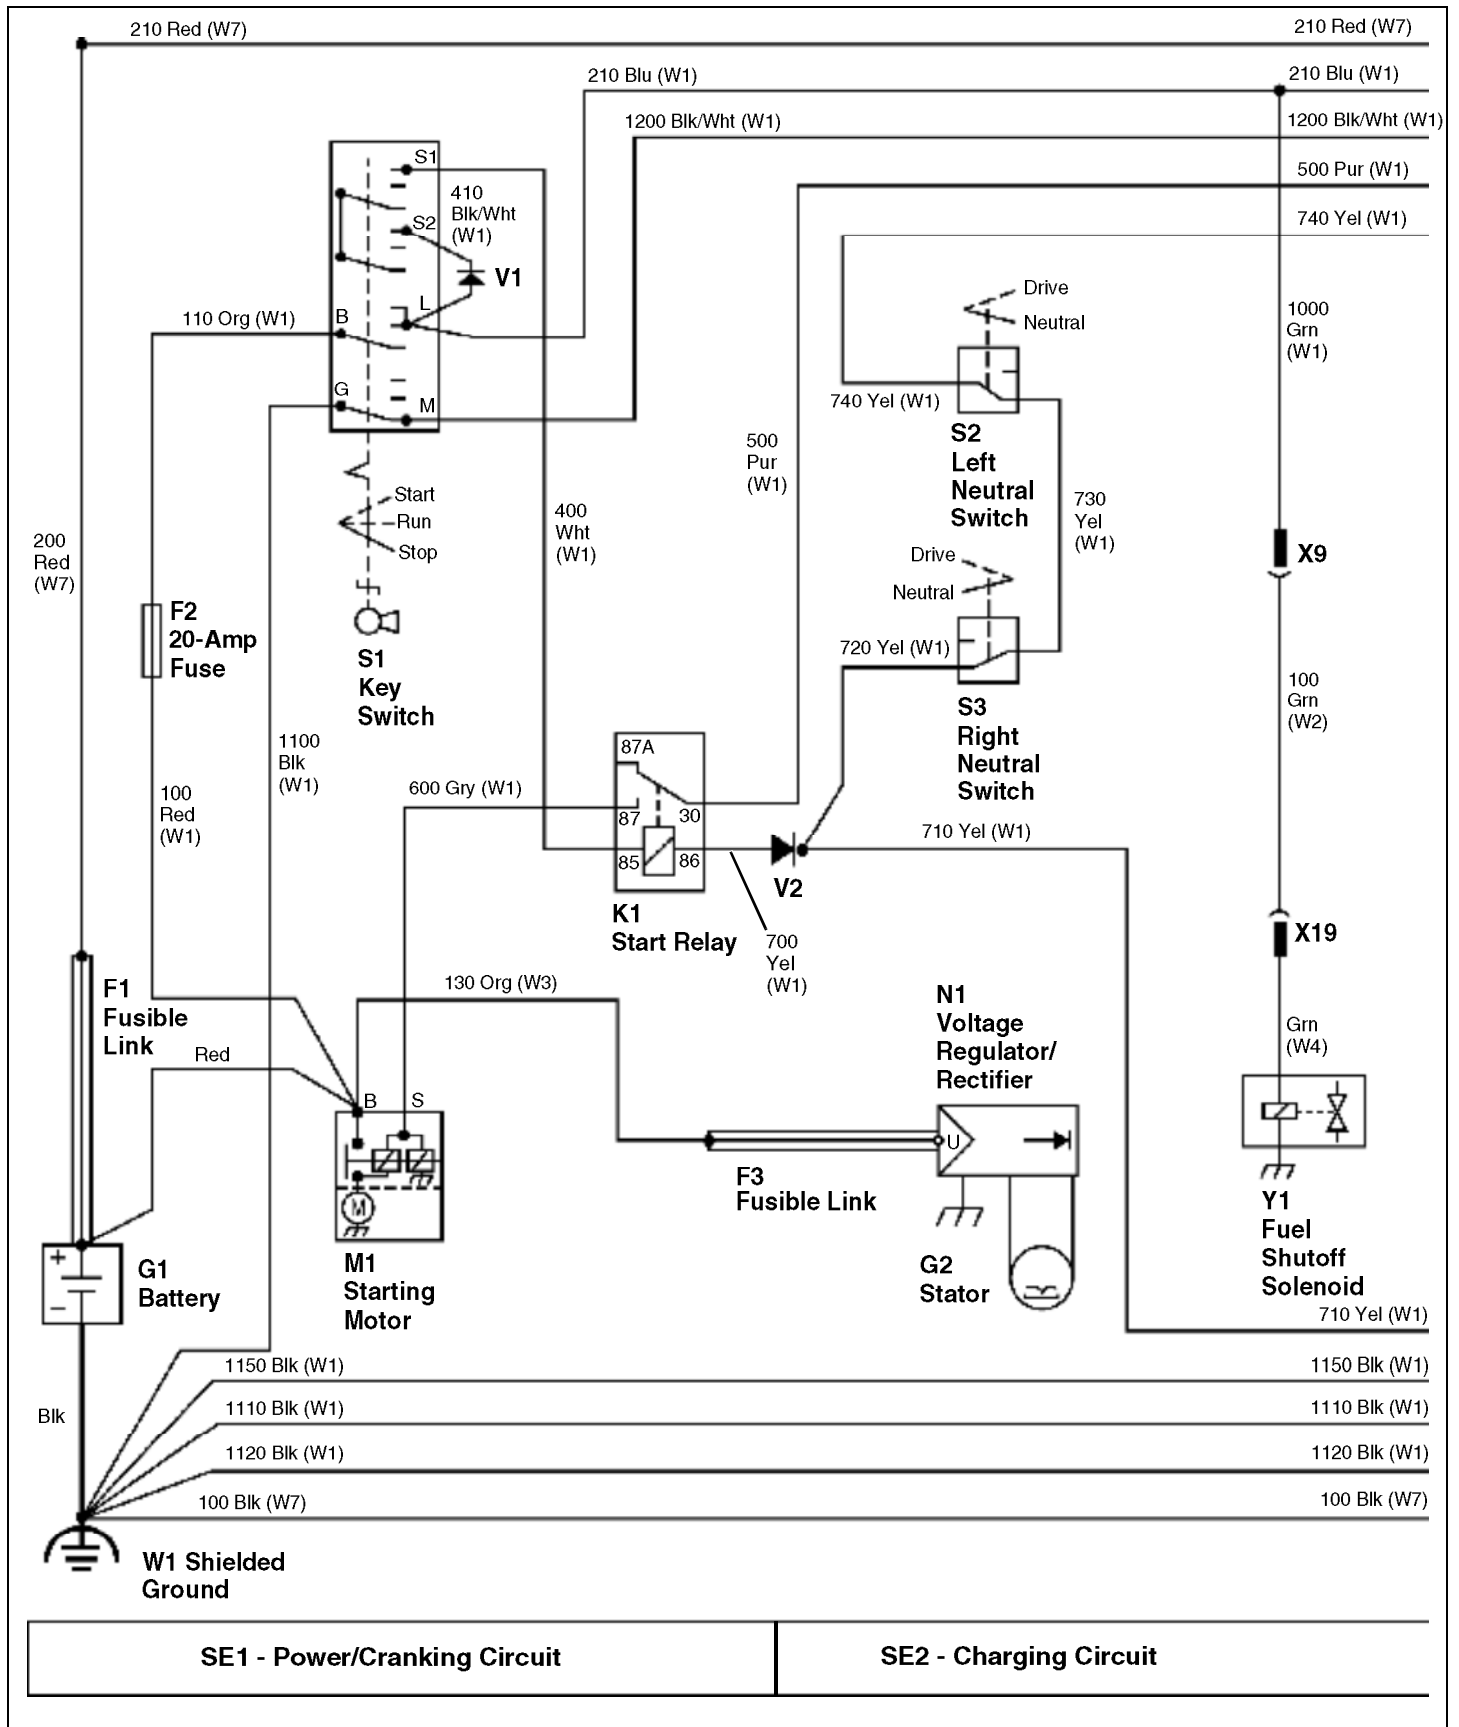 210 Red (W7)
210 Red (W7)
210 Blu (W1)
210 Blu (W1)
1200 Blk/Wht (W1)
1200 Blk/Wht (W1)
S1
410
Blk/Wht
(W1)
500 Pur (W1)
S2
740 Yel (W1)
V1
Drive
Neutral
L
110 Org (W1)
B
1000
Grn
(W1)
G
M
740 Yel (W1)
S2
Left
Neutral
Switch
500
Pur
(W1)
Start
Run
Stop
400
Wht
(W1)
730
Yel
(W1)
200
Red
(W7)
Drive
Neutral
X9
F2
20-Amp
Fuse
S1
Key
Switch
720 Yel (W1)
100
Grn
(W2)
S3
Right
Neutral
Switch
1100
Blk
(W1)
87A
600 Gry (W1)
100
Red
(W1)
87
30
85
86
710 Yel (W1)
V2
K1
Start Relay
700
Yel
(W1)
X19
F1
Fusible
Link
130 Org (W3)
N1
Voltage
Regulator/
Rectifier
Red
Grn
(W4)
B
S
U
M
F3
Fusible Link
Y1
Fuel
Shutoff
Solenoid
+
−
G1
Battery
M1
Starting
Motor
G2
Stator
710 Yel (W1)
1150 Blk (W1)
1150 Blk (W1)
Blk
1110 Blk (W1)
1110 Blk (W1)
1120 Blk (W1)
1120 Blk (W1)
100 Blk (W7)
100 Blk (W7)
W1 Shielded
Ground
SE1 - Power/Cranking Circuit
SE2 - Charging Circuit